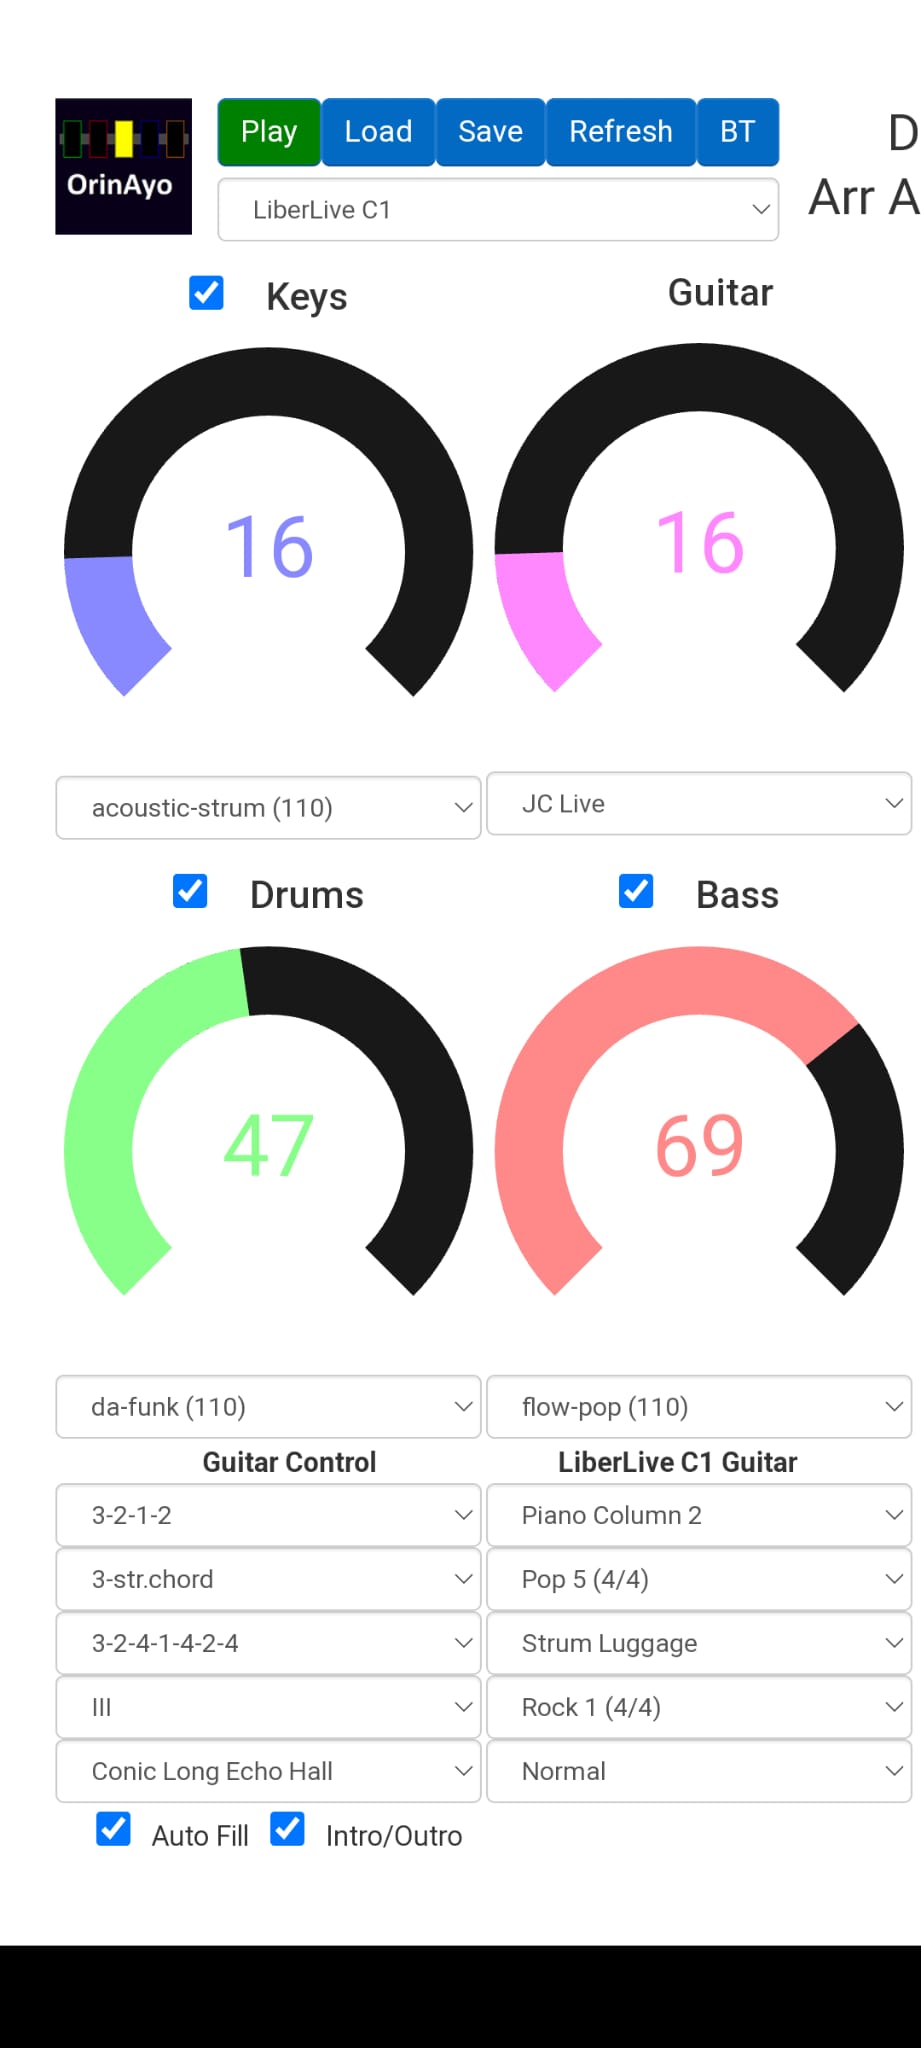 OrinAyo
Play Load Save Refresh BT
D
LiberLive C1
Arr A
Keys
Guitar
16
16
acoustic-strum (110)
JC Live
Drums
Bass
47
69
da-funk (110)
flow-pop (110)
Guitar Control
LiberLive C1 Guitar
3-2-1-2
Piano Column 2
3-str.chord
Pop 5 (4/4)
3-2-4-1-4-2-4
Strum Luggage
III
Rock 1 (4/4)
Conic Long Echo Hall
Normal
Auto Fill
Intro/Outro